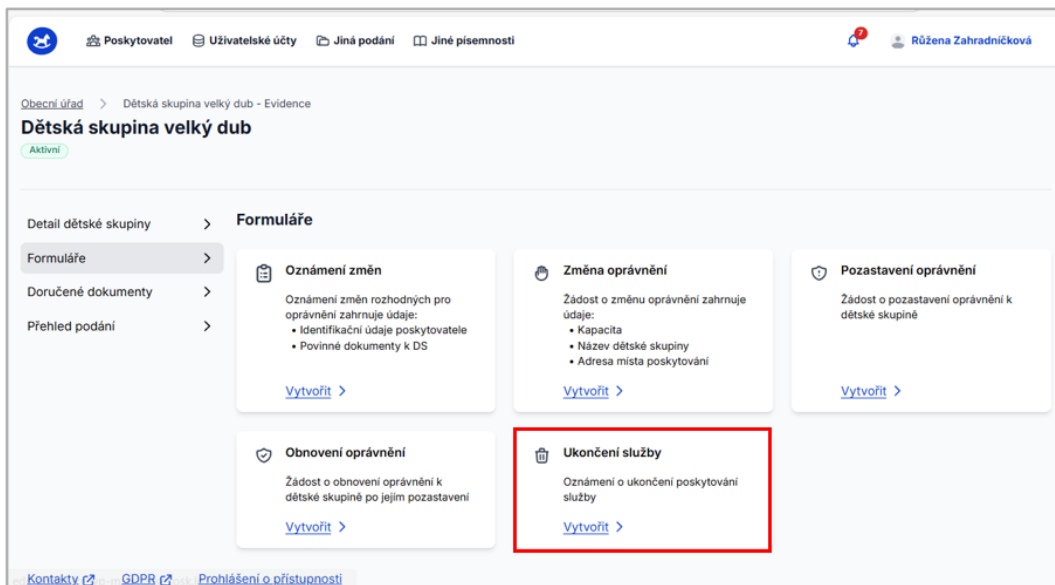 Poskytovatel Uživatelské účty Jiná podání Jiné písemnosti 7 Růžena Zahradníčková
Obecní úřad > Dětská skupina velký dub - Evidence
Dětská skupina velký dub
Aktivní
Detail dětské skupiny
Formuláře
Doručené dokumenty
Přehled podání
Formuláře
Oznámení změn
Oznámení změn rozhodných pro
oprávnění zahrnuje údaje:
• Identifikační údaje poskytovatele
• Povinné dokumenty k DS
Vytvořit
Změna oprávnění
Žádost o změnu oprávnění zahrnuje
údaje:
• Kapacita
• Název dětské skupiny
• Adresa místa poskytování
Vytvořit
Pozastavení oprávnění
Žádost o pozastavení oprávnění k
dětské skupině
Vytvořit
Obnovení oprávnění
Žádost o obnovení oprávnění k
dětské skupině po jejím pozastavení
Vytvořit
Ukončení služby
Oznámení o ukončení poskytování
služby
Vytvořit
Kontakty GDPR Prohlášení o přístupnosti